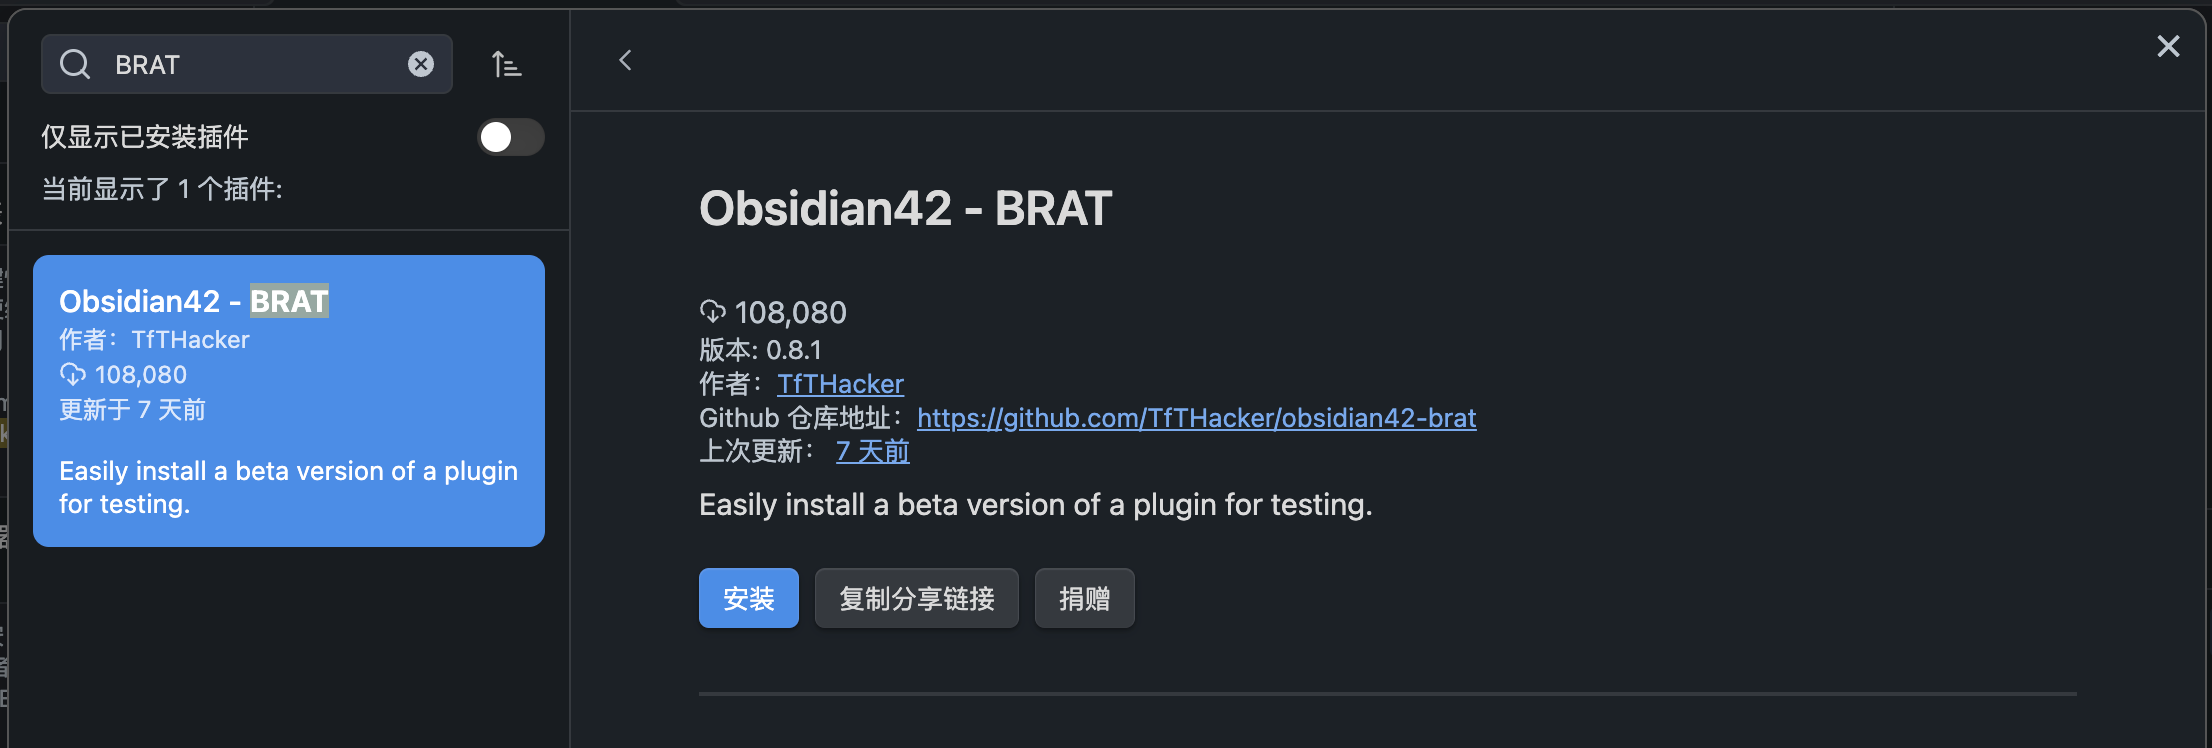 BRAT
仅显示已安装插件
当前显示了 1 个插件:
Obsidian42 - BRAT
作者：TfTHacker
108,080
更新于 7 天前
Easily install a beta version of a plugin
for testing.
Obsidian42 - BRAT
108,080
版本: 0.8.1
作者：TfTHacker
Github 仓库地址：https://github.com/TfTHacker/obsidian42-brat
上次更新： 7 天前
Easily install a beta version of a plugin for testing.
安装 复制分享链接 捐赠